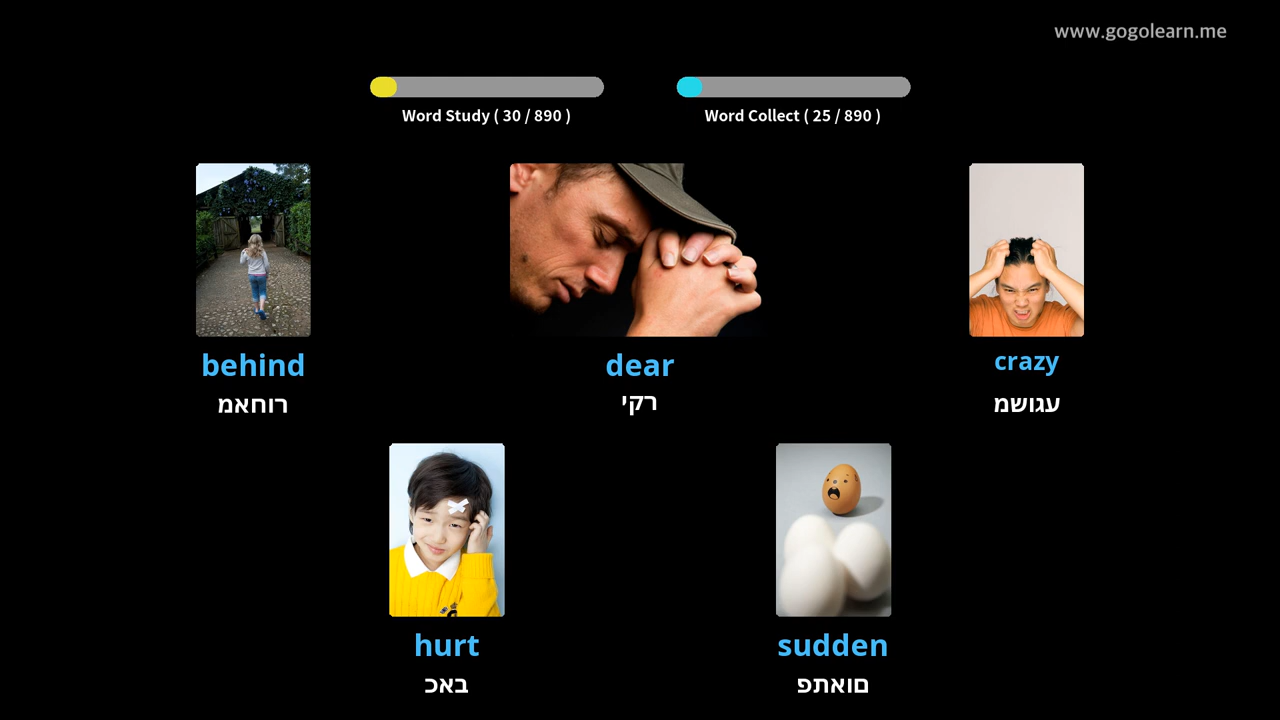 www.gogolearn.me
Word Study ( 30 / 890 )
Word Collect ( 25 / 890 )
behind
רוחאמ
dear
רקי
crazy
עגושמ
hurt
באכ
sudden
םואתפ